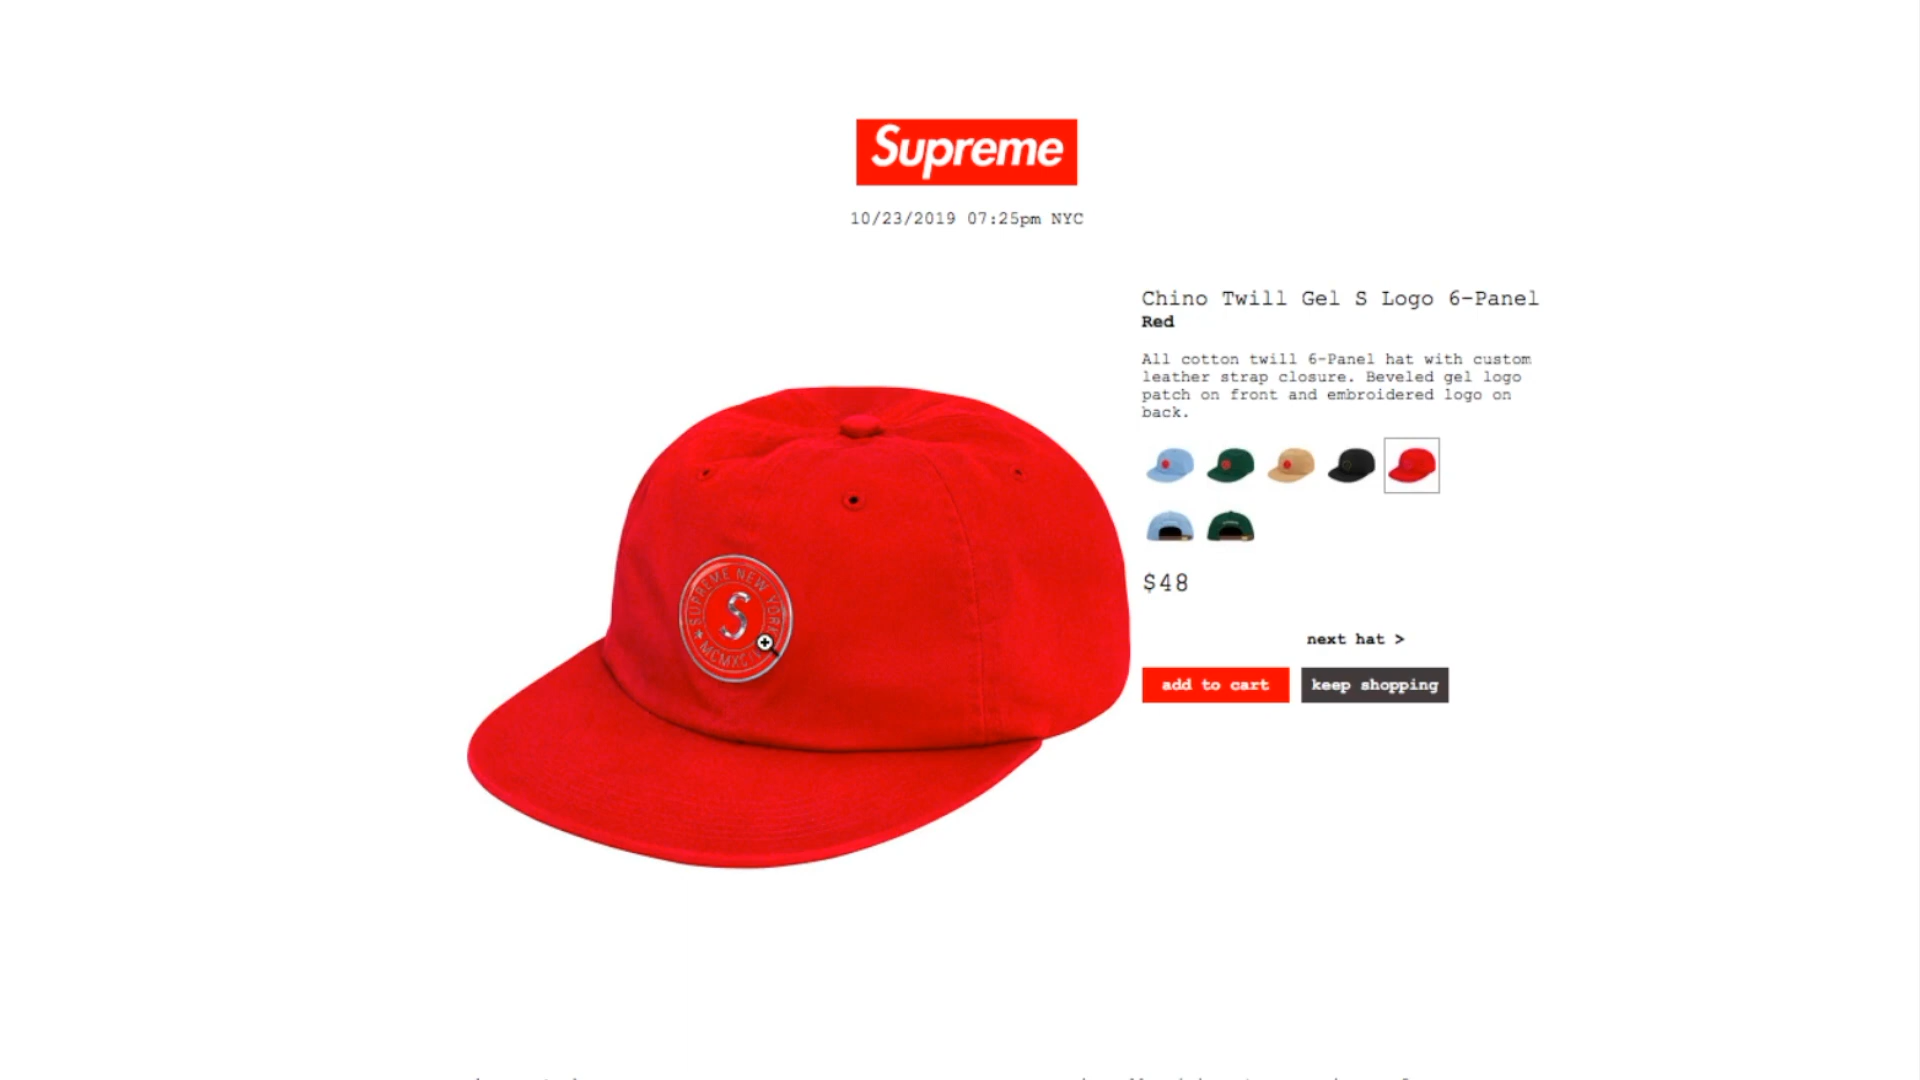 Supreme
10/23/2019 07:25pm NYC
Chino Twill Gel S Logo 6-Panel
Red
All cotton twill 6-Panel hat with custom
leather strap closure. Beveled gel logo
patch on front and embroidered logo on
back.
SUPREME NEW YORK
S
$48
next hat >
add to cart
keep shopping